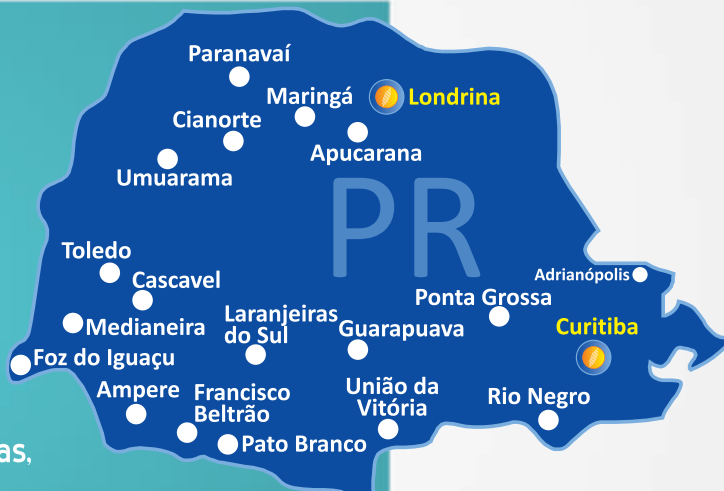 Paranavaí
Maringá
Londrina
Cianorte
Apucarana
Umuarama
PR
Toledo
Cascavel
Adrianópolis
Ponta Grossa
Laranjeiras
do Sul
Medianeira
Guarapuava
Curitiba
Foz do Iguaçu
Ampere
Francisco
Beltrão
União da
Vitória
Rio Negro
Pato Branco
as,